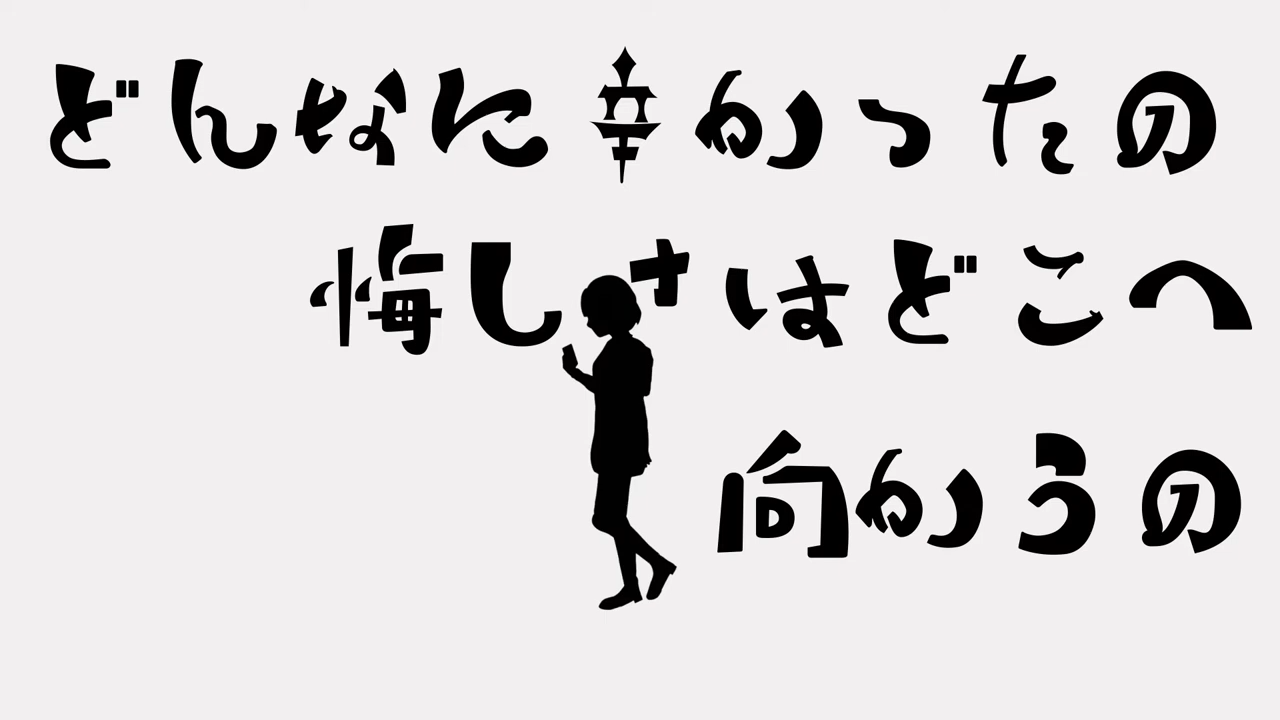 どんなに辛かったの
悔しさはどこへ
向かうの